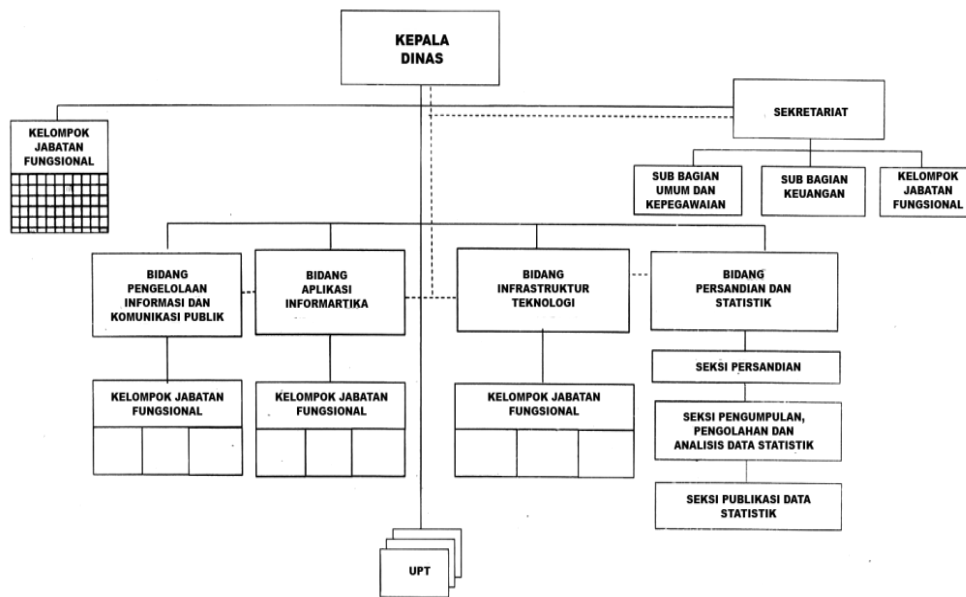 KEPALA
DINAS
SEKRETARIAT
KELOMPOK
JABATAN
FUNGSIONAL
SUB BAGIAN
UMUM DAN
KEPEGAWAIAN
SUB BAGIAN
KEUANGAN
KELOMPOK
JABATAN
FUNGSIONAL
BIDANG
PENGELOLAAN
INFORMASI DAN
KOMUNIKASI PUBLIK
BIDANG
APLIKASI
INFORMARTIKA
BIDANG
INFRASTRUKTUR
TEKNOLOGI
BIDANG
PERSANDIAN DAN
STATISTIK
KELOMPOK JABATAN
FUNGSIONAL
KELOMPOK JABATAN
FUNGSIONAL
KELOMPOK JABATAN
FUNGSIONAL
SEKSI PERSANDIAN
SEKSI PENGUMPULAN,
PENGOLAHAN DAN
ANALISIS DATA STATISTIK
SEKSI PUBLIKASI DATA
STATISTIK
UPT